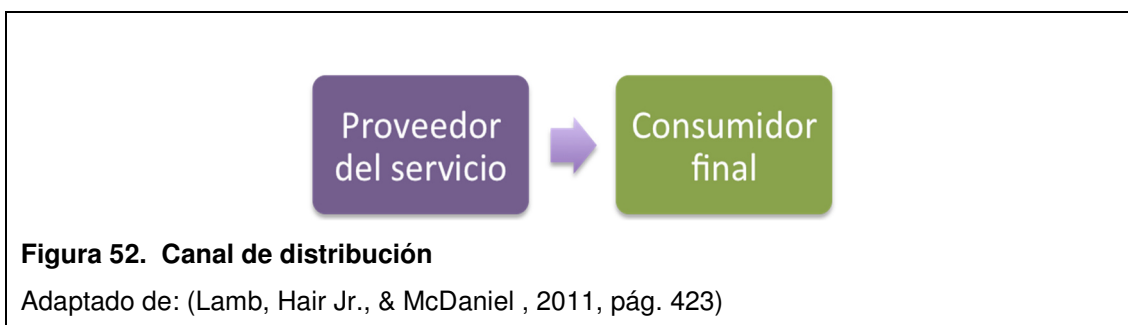 Proveedor
del servicio
Consumidor
final
Figura 52. Canal de distribución
Adaptado de: (Lamb, Hair Jr., & McDaniel , 2011, pág. 423)